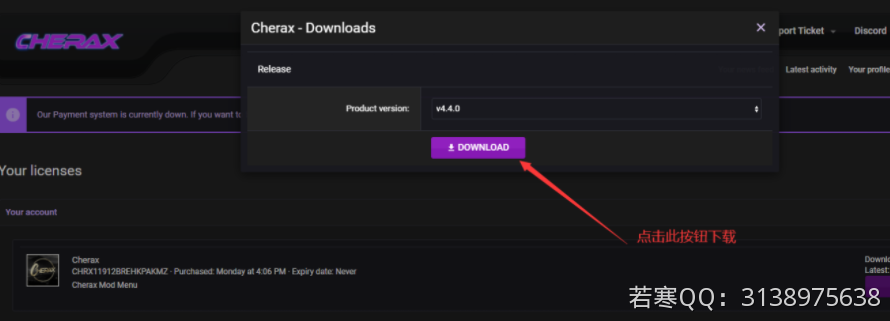 CHERAX
Cherax - Downloads
×
port Ticket
Discord
Release
Latest activity
Your profile
Product version:
v4.4.0
Our Payment system is currently down. If you want to
DOWNLOAD
Your licenses
Your account
点击此按钮下载
Cherax
CHRX11912BREHKPAKMZ · Purchased: Monday at 4:06 PM · Expiry date: Never
Cherax Mod Menu
Downlo
Latest:
若寒QQ：3138975638